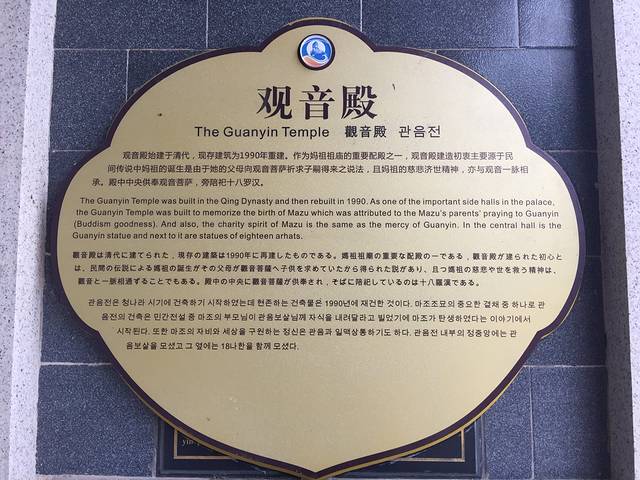 观音殿
The Guanyin Temple 觀音殿 관음전
观音殿始建于清代，现存建筑为1990年重建。作为妈祖祖庙的重要配殿之一，观音殿建造初衷主要源于民
间传说中妈祖的诞生是由于她的父母向观音菩萨祈求子嗣得来之说法，且妈祖的慈悲济世精神，亦与观音一脉相
承。殿中中央供奉观音菩萨，旁陪祀十八罗汉。
The Guanyin Temple was built in the Qing Dynasty and then rebuilt in 1990. As one of the important side halls in the palace,
the Guanyin Temple was built to memorize the birth of Mazu which was attributed to the Mazu's parents' praying to Guanyin
(Buddism goodness). And also, the charity spirit of Mazu is the same as the mercy of Guanyin. In the central hall is the
Guanyin statue and next to it are statues of eighteen arhats.
觀音殿は清代に建てられた，現存の建築は1990年に再建したものである。媽祖祖廟の重要な配殿の一である，觀音殿が建られた初心と
は、民間の伝説による媽祖の誕生がその父母が觀音菩薩へ子供を求めていたから得られた説があり、且つ媽祖の慈悲や世を救う精神は、
觀音と一脈相通ずることでもある。殿中の中央に觀音菩薩が供奉され，そばに陪祀しているのは十八羅漢である。
관음전은 청나라 시기에 건축하기 시작하였는데 현존하는 건축물은 1990년에 재건한 것이다. 마조조묘의 중요한 곁채 중 하나로 관
음전의 건축은 민간전설 중 마조의 부모님이 관음보살님께 자식을 내려달라고 빌었기에 마조가 탄생하였다는 이야기에서
시작된다. 또한 마조의 자비와 세상을 구원하는 정신은 관음과 일맥상통하기도 하다. 관음전 내부의 정중앙에는 관
음보살을 모셨고 그 옆에는 18나한을 함께 모셨다.